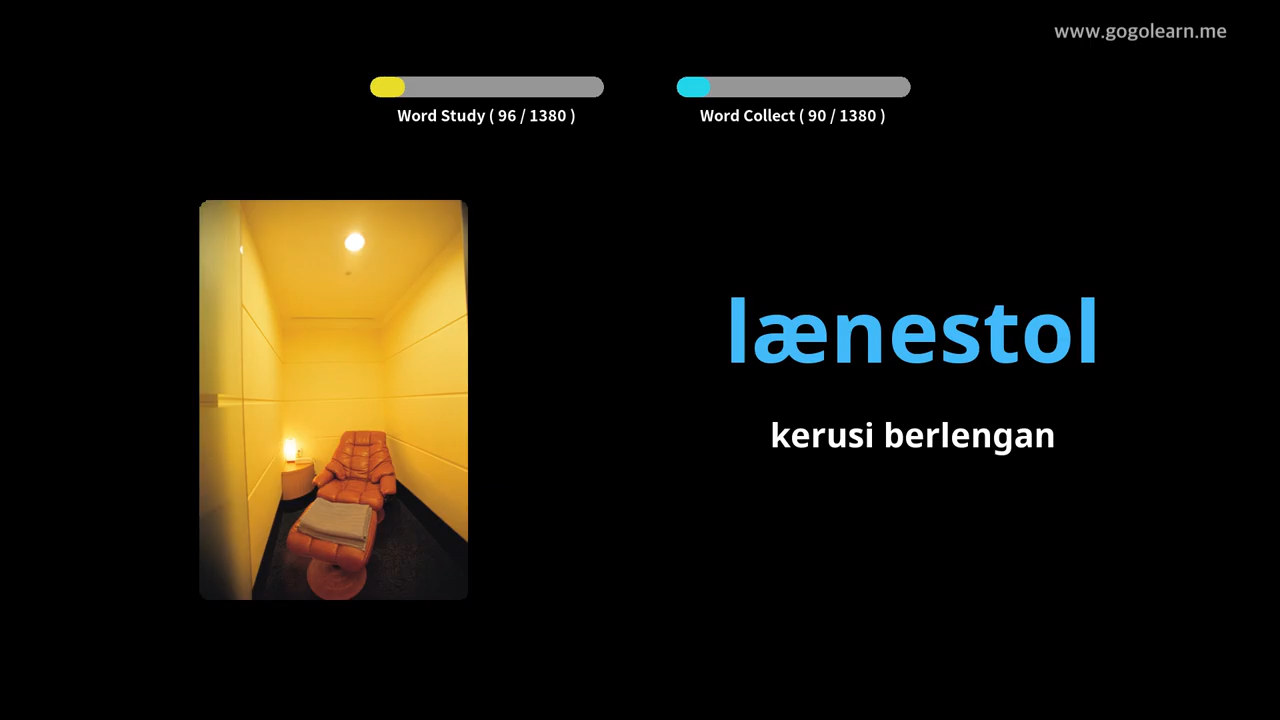 www.gogolearn.me
Word Study ( 96 / 1380 )
Word Collect ( 90 / 1380 )
lænestol
kerusi berlengan